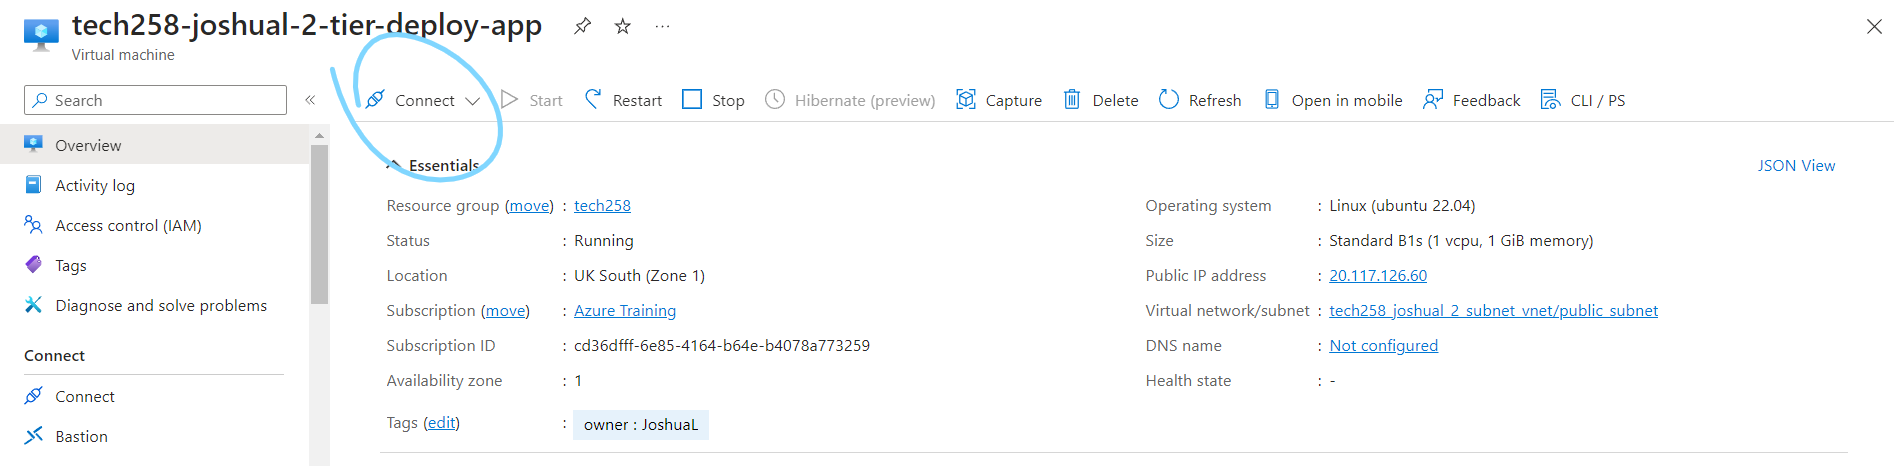 tech258-joshual-2-tier-deploy-app
Virtual machine
Search
Connect Start Restart Stop Hibernate (preview) Capture Delete Refresh Open in mobile Feedback CLI / PS
Overview
Activity log
Access control (IAM)
Tags
Diagnose and solve problems
Connect
Connect
Bastion
Essentials
JSON View
Resource group (move) : tech258
Status : Running
Location : UK South (Zone 1)
Subscription (move) : Azure Training
Subscription ID : cd36dfff-6e85-4164-b64e-b4078a773259
Availability zone : 1
Tags (edit) : owner : JoshuaL
Operating system : Linux (ubuntu 22.04)
Size : Standard B1s (1 vcpu, 1 GiB memory)
Public IP address : 20.117.126.60
Virtual network/subnet : tech258_joshual_2_subnet_vnet/public_subnet
DNS name : Not configured
Health state : -